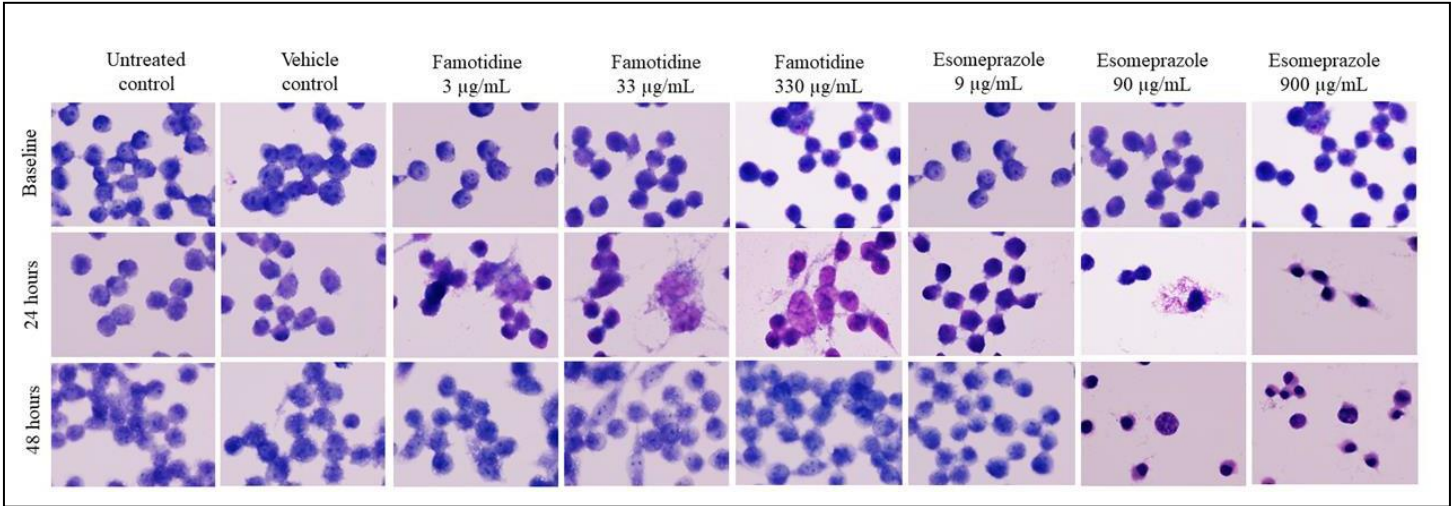 Untreated
control
Vehicle
control
Famotidine
3 µg/mL
Famotidine
33 µg/mL
Famotidine
330 µg/mL
Esomeprazole
9 µg/mL
Esomeprazole
90 µg/mL
Esomeprazole
900 µg/mL
Baseline
24 hours
48 hours